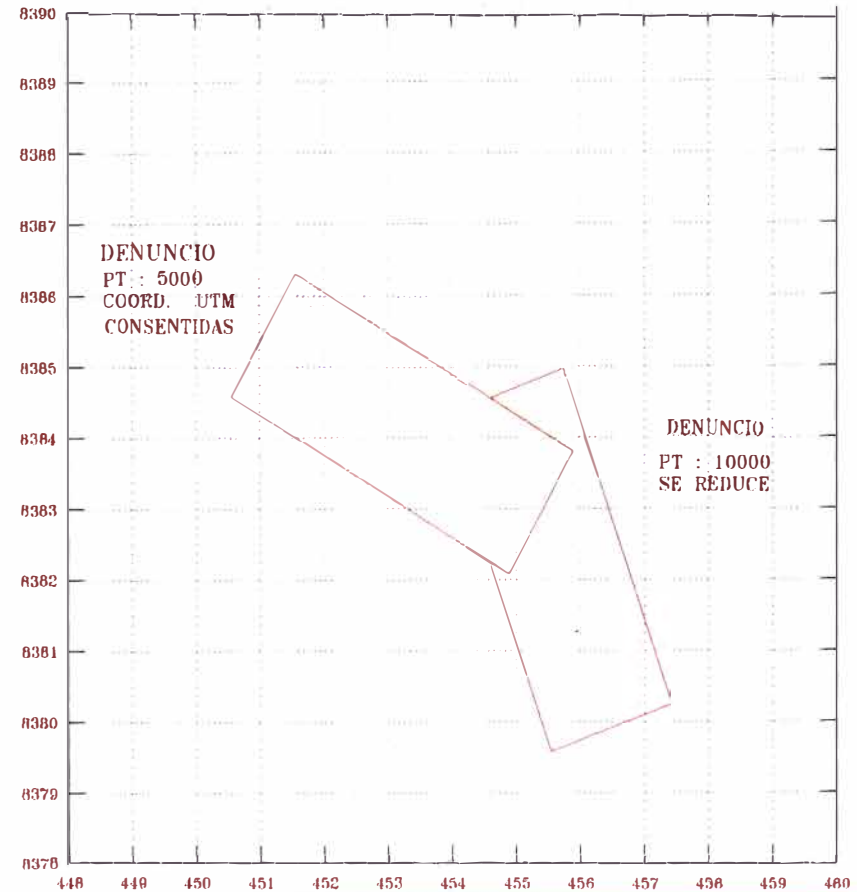 8390
8389
8388
8387
8386
8385
8384
8383
8382
8381
8380
8379
8378
DENUNCIO
PT : 5000
COORD. UTM
CONSENTIDAS
DENUNCIO
PT : 10000
SE REDUCE
448 449 450 451 452 453 454 455 456 457 458 459 480